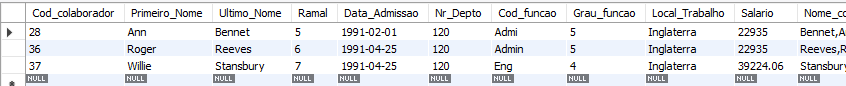 Cod_colaborador Primeiro_Nome Ultimo_Nome Ramal Data_Admissao Nr_Depto Cod_funcao Grau_funcao Local_Trabalho Salario Nome_co
28 Ann Bennet 5 1991-02-01 120 Admi 5 Inglaterra 22935 Bennet,A
36 Roger Reeves 6 1991-04-25 120 Admin 5 Inglaterra 22935 Reeves,R
37 Willie Stansbury 7 1991-04-25 120 Eng 4 Inglaterra 39224.06 Stansbury
NULL NULL NULL NULL NULL NULL NULL NULL NULL NULL NULL